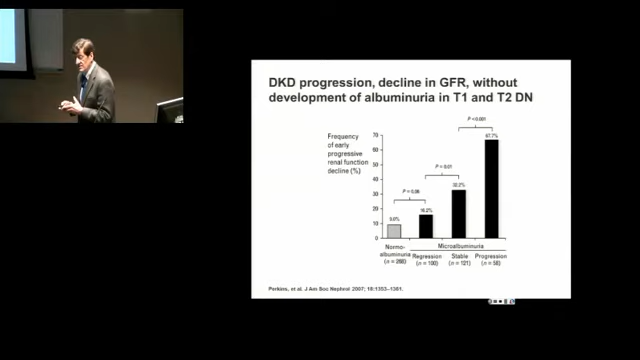 DKD progression, decline in GFR, without
development of albuminuria in T1 and T2 DN
Frequency
of early
progressive
renal function
decline (%)
70
60
50
40
30
20
10
0
9.0%
16.2%
32.2%
67.7%
P = 0.06
P = 0.01
P < 0.001
Normo-
albuminuria
(n = 268)
Microalbuminuria
Regression
(n = 100)
Stable
(n = 121)
Progression
(n = 58)
Perkins, et al. J Am Soc Nephrol 2007; 18:1353–1361.